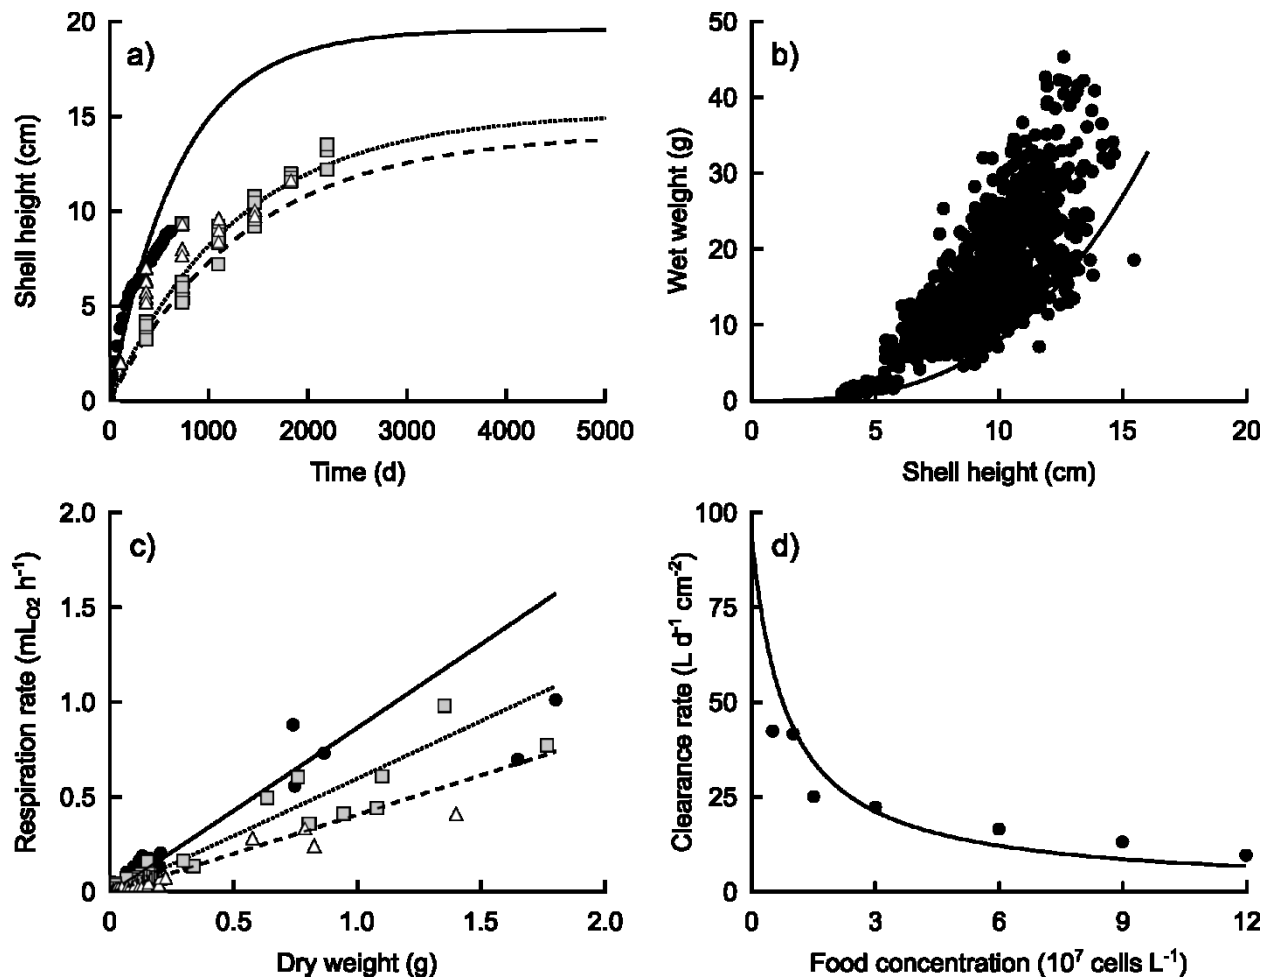 a)
20
15
10
5
0
Shell height (cm)
0 1000 2000 3000 4000 5000
Time (d)
b)
50
40
30
20
10
0
Wet weight (g)
5 10 15 20
Shell height (cm)
c)
2.0
1.5
1.0
0.5
0
Respiration rate (mL_O2 h⁻¹)
0 0.5 1.0 1.5 2.0
Dry weight (g)
d)
100
75
50
25
0
Clearance rate (L d⁻¹ cm⁻²)
0 3 6 9 12
Food concentration (10⁷ cells L⁻¹)